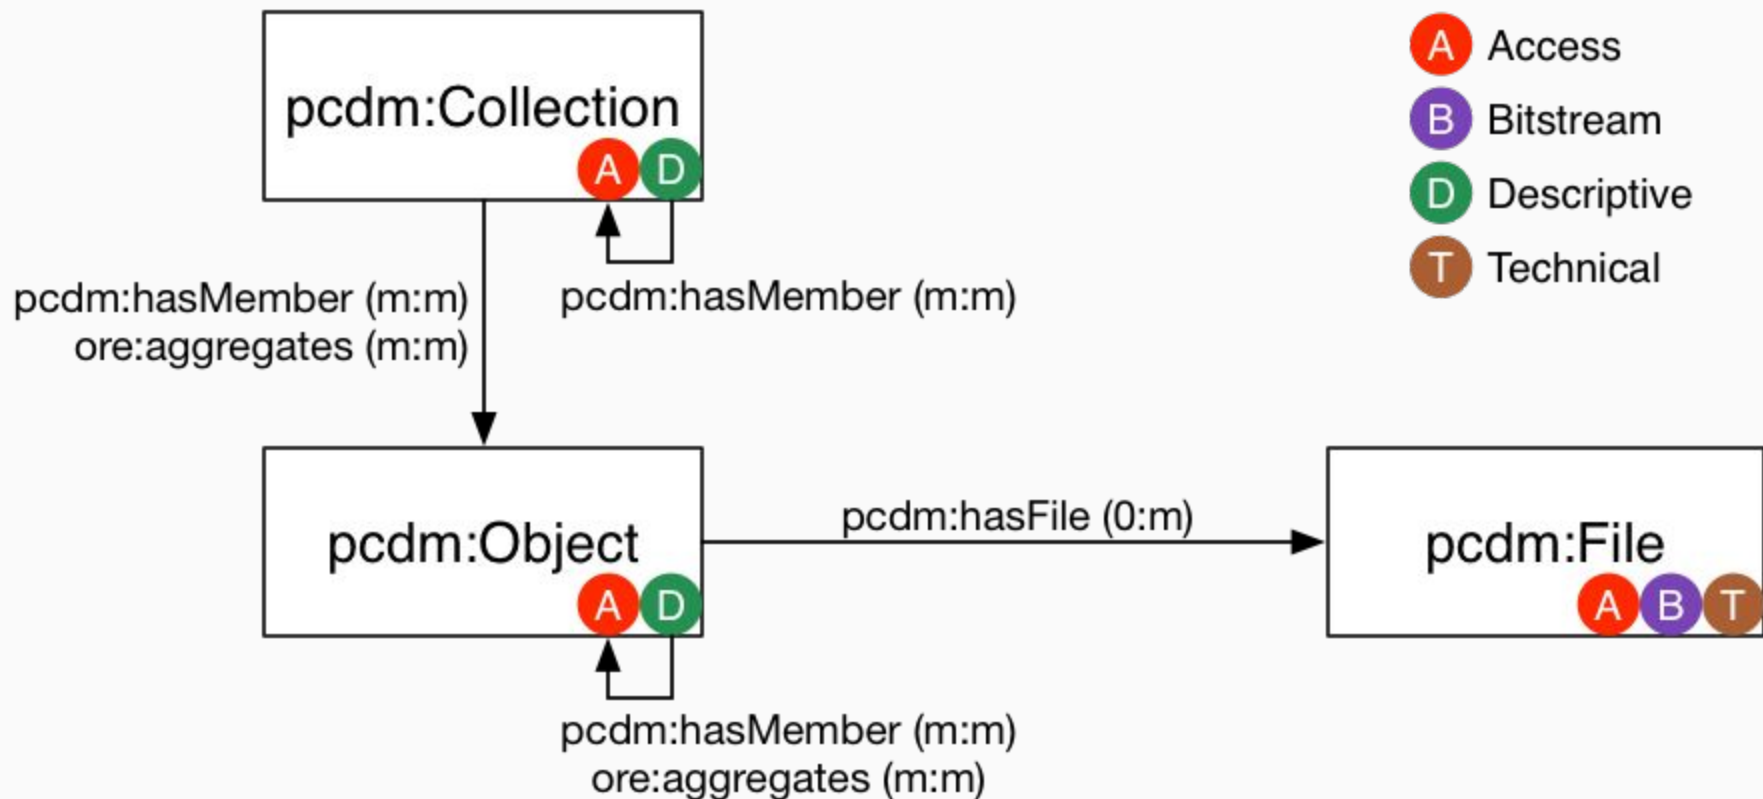 pcdm:Collection
A D
pcdm:hasMember (m:m)
ore:aggregates (m:m)
pcdm:hasMember (m:m)
pcdm:Object
A D
pcdm:hasMember (m:m)
ore:aggregates (m:m)
pcdm:hasFile (0:m)
pcdm:File
A B T
A Access
B Bitstream
D Descriptive
T Technical